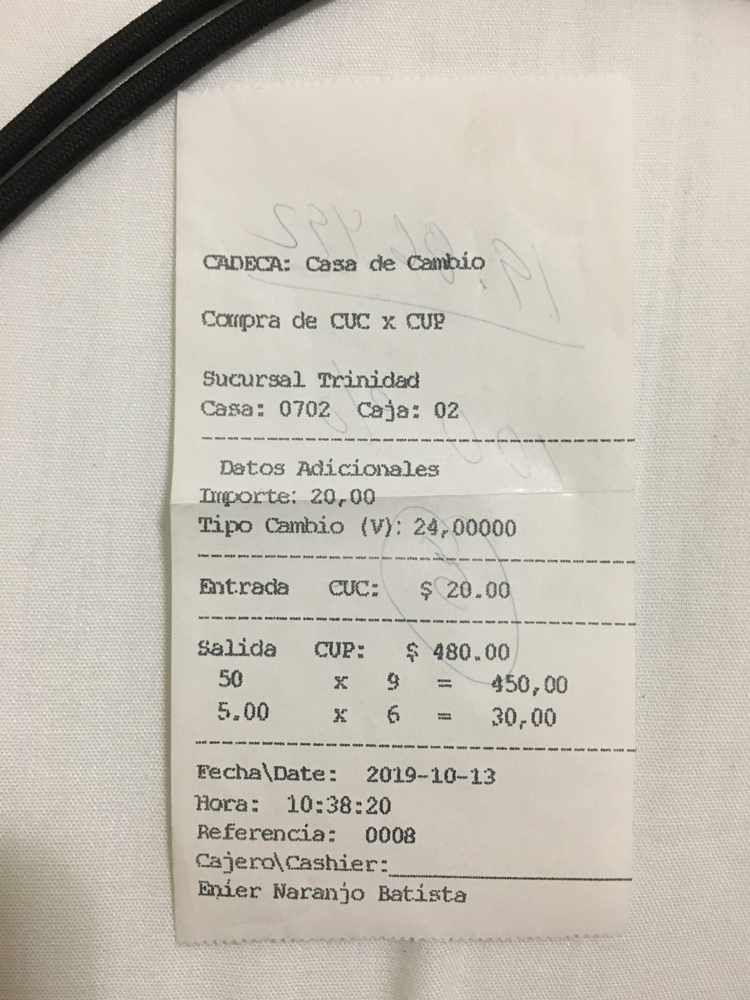 CADECA: Casa de Cambio
Compra de CUC x CUP
Sucursal Trinidad
Casa: 0702 Caja: 02
Datos Adicionales
Importe: 20,00
Tipo Cambio (V): 24,00000
Entrada CUC: $ 20.00
Salida CUP: $ 480.00
50 x 9 = 450,00
5.00 x 6 = 30,00
Fecha\Date: 2019-10-13
Hora: 10:38:20
Referencia: 0008
Cajero\Cashier:
Enier Naranjo Batista